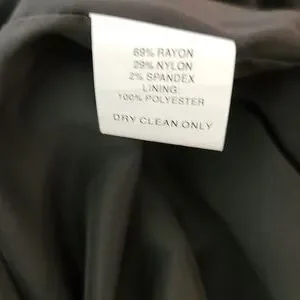 69% RAYON
29% NYLON
2% SPANDEX
LINING:
100% POLYESTER
DRY CLEAN ONLY